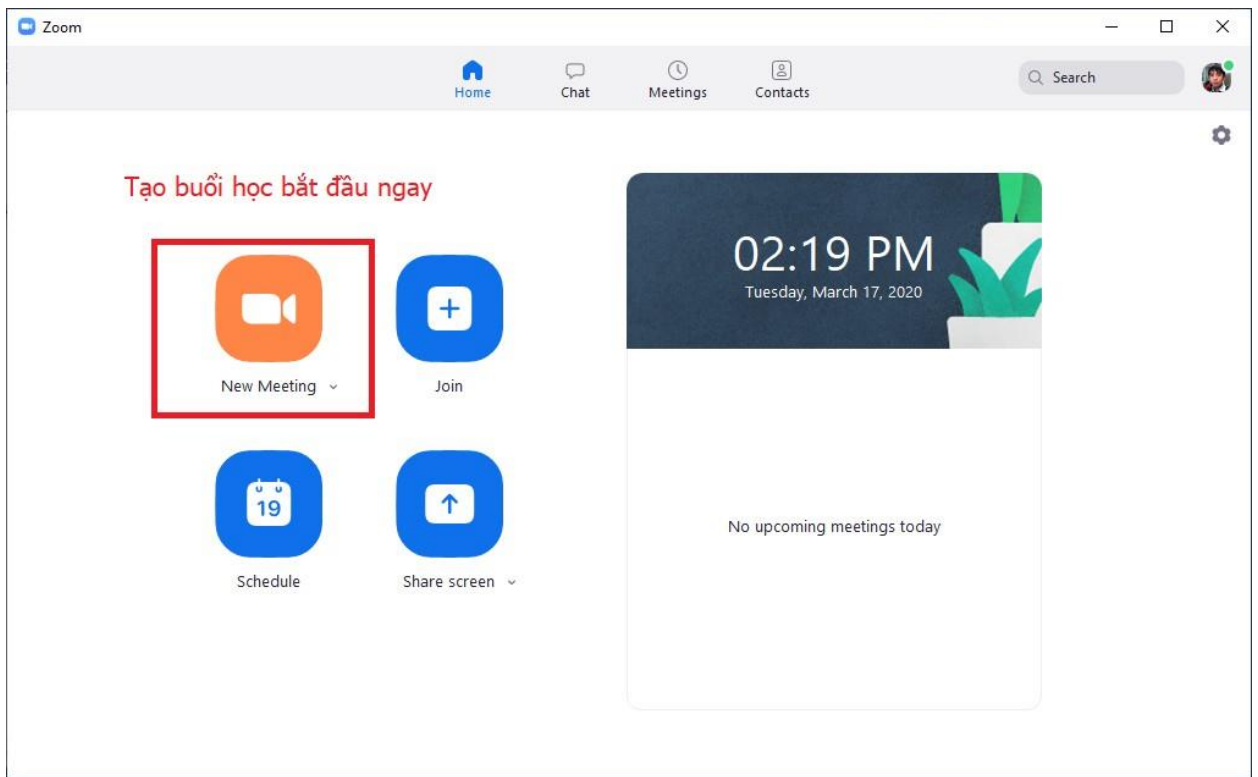 Zoom
Home
Chat
Meetings
Contacts
Search
Tạo buổi học bắt đầu ngay
New Meeting
Join
19
Schedule
Share screen
02:19 PM
Tuesday, March 17, 2020
No upcoming meetings today